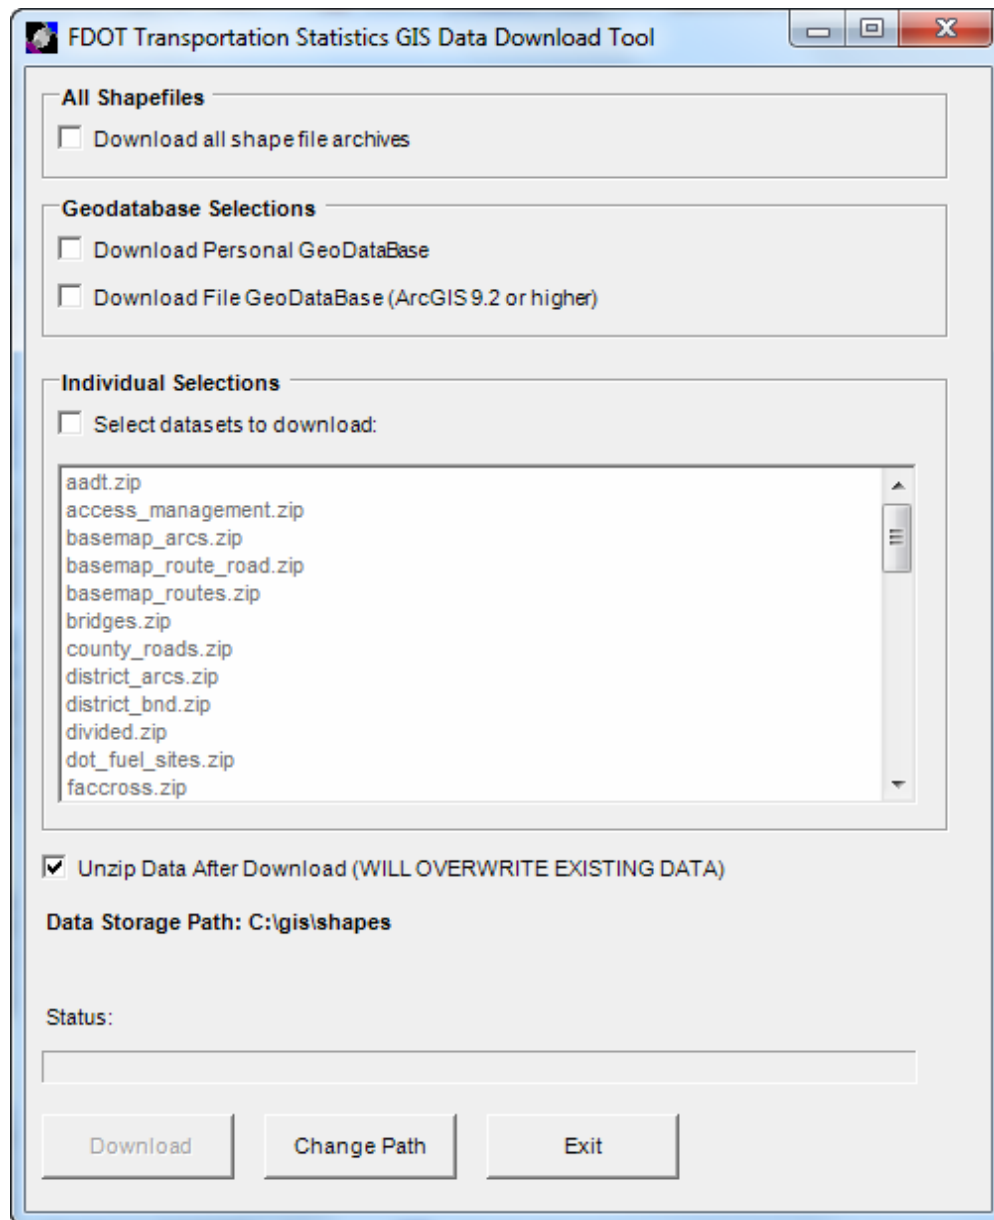 FDOT Transportation Statistics GIS Data Download Tool
All Shapefiles
Download all shape file archives
Geodatabase Selections
Download Personal GeoDataBase
Download File GeoDataBase (ArcGIS 9.2 or higher)
Individual Selections
Select datasets to download:
aadt.zip
access_management.zip
basemap_arcs.zip
basemap_route_road.zip
basemap_routes.zip
bridges.zip
county_roads.zip
district_arcs.zip
district_bnd.zip
divided.zip
dot_fuel_sites.zip
faccross.zip
Unzip Data After Download (WILL OVERWRITE EXISTING DATA)
Data Storage Path: C:\gis\shapes
Status:
Download Change Path Exit